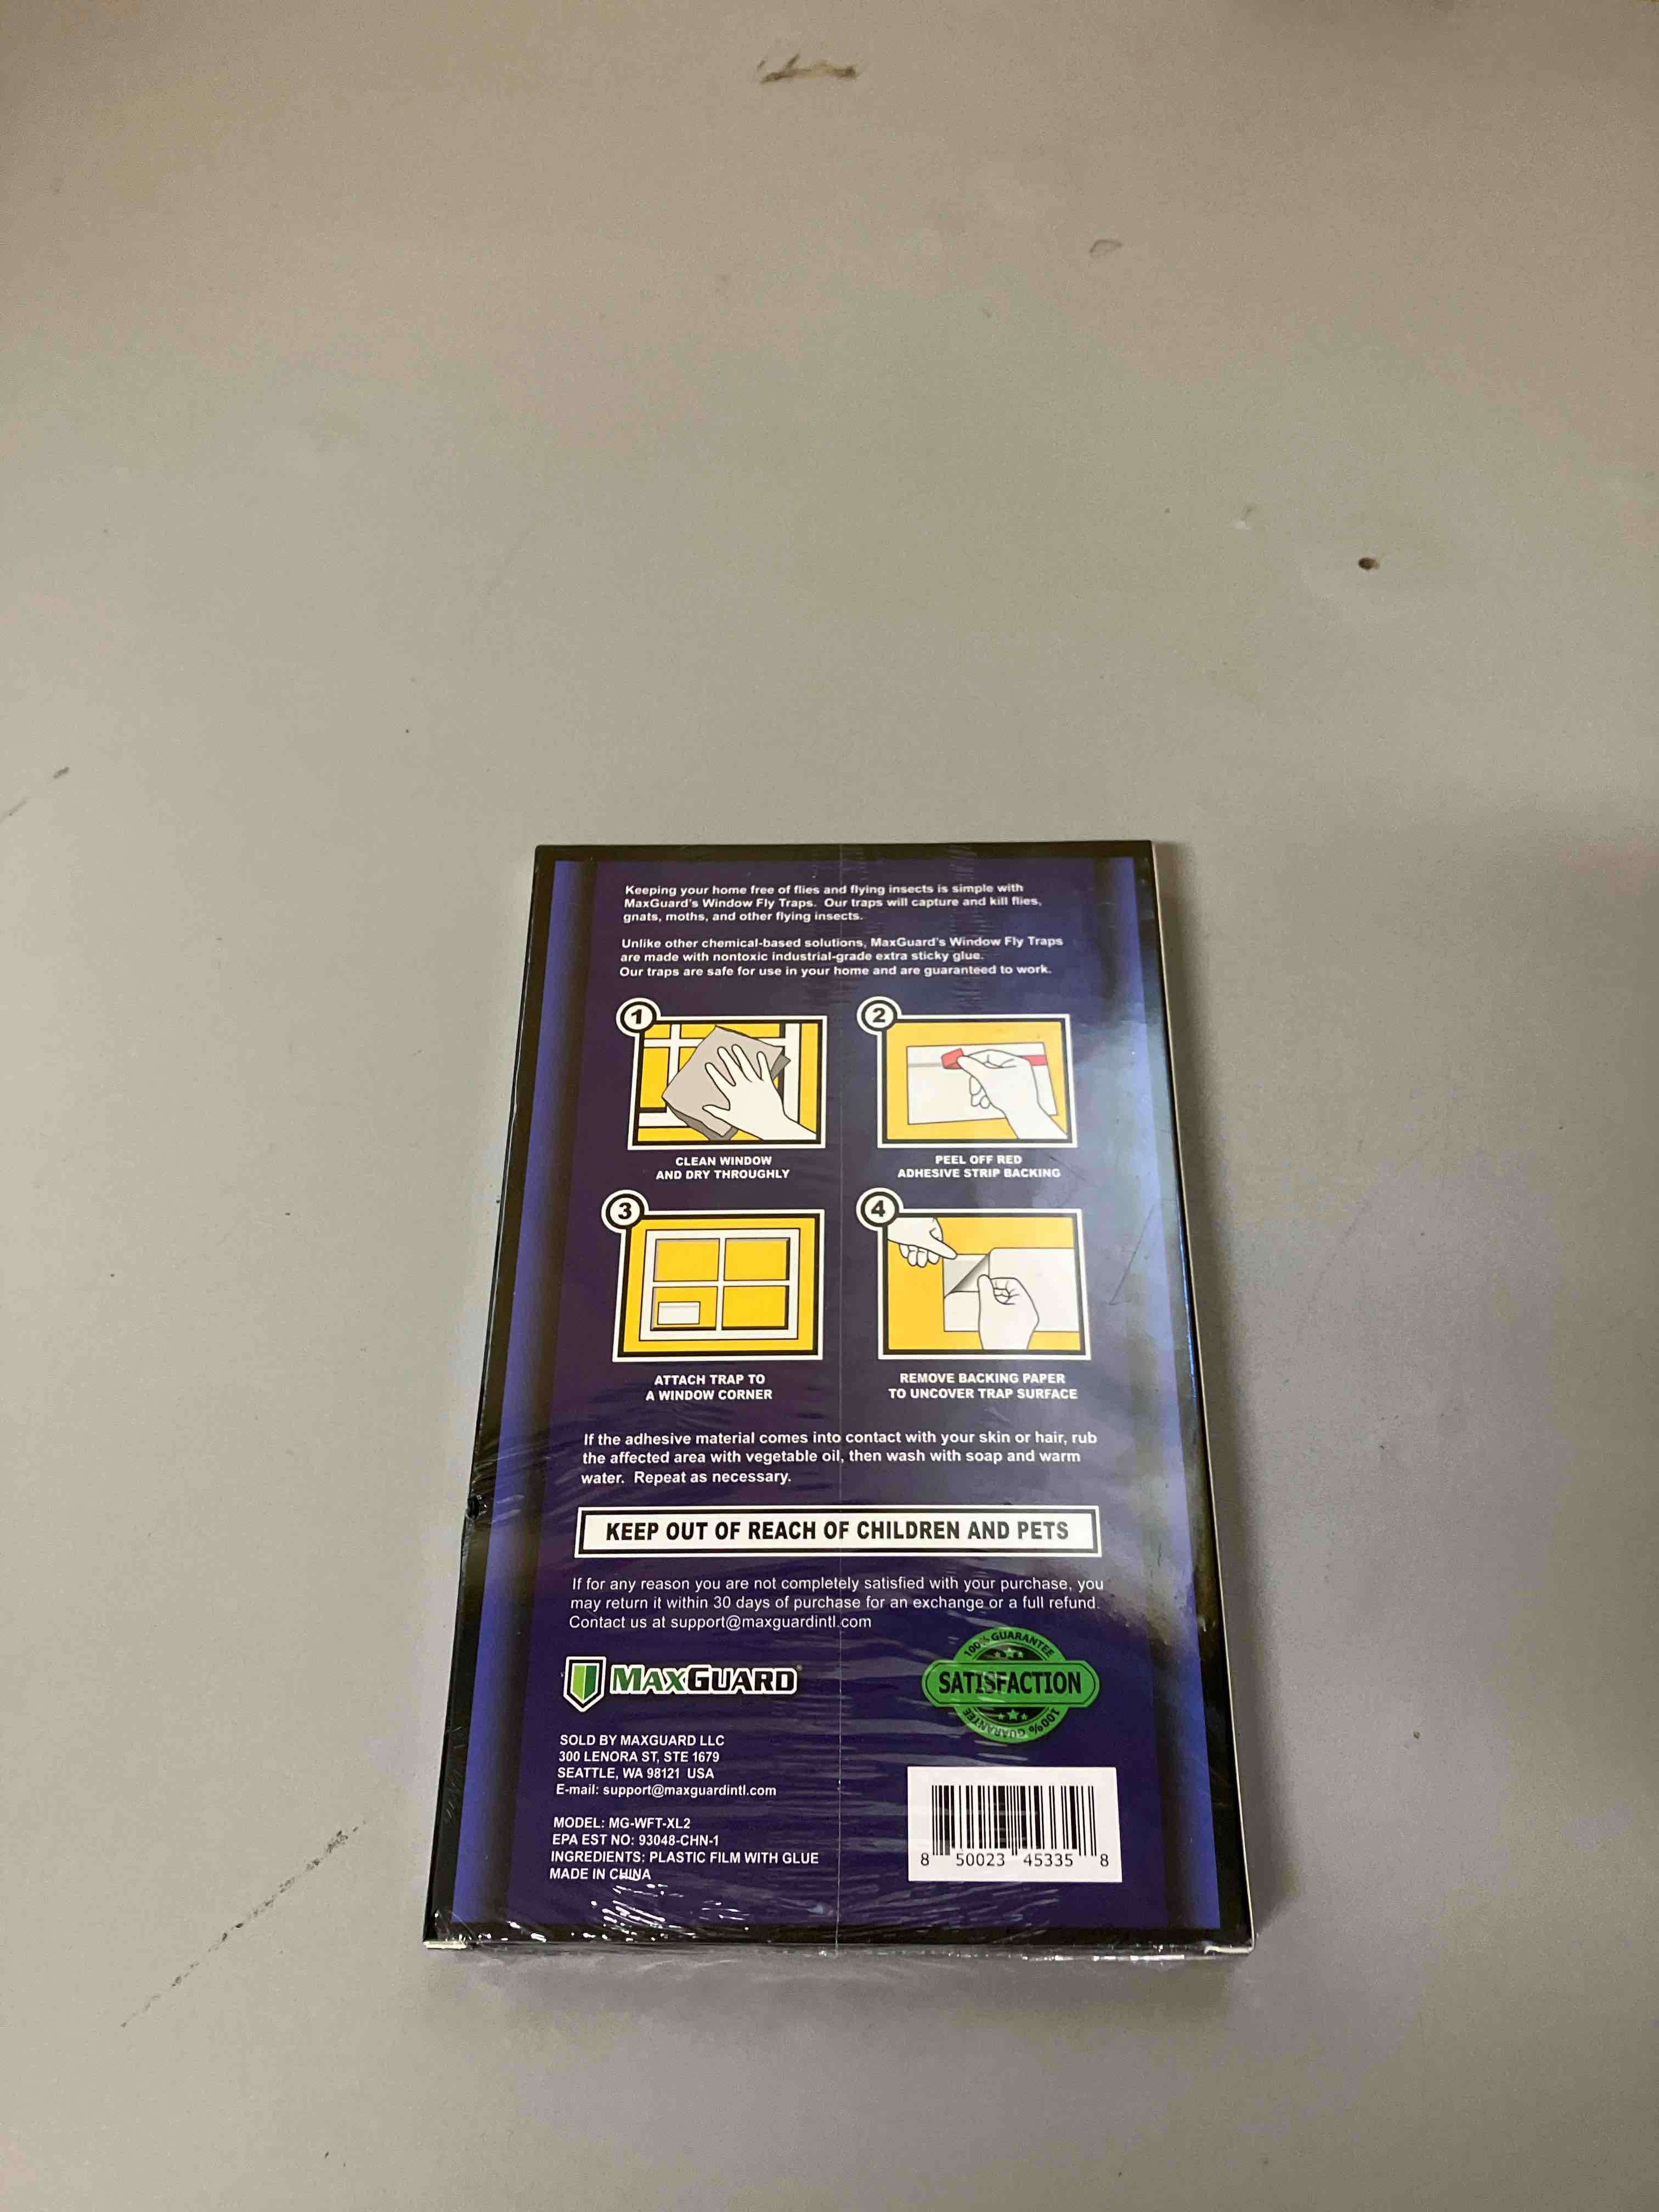 Keeping your home free of flies and flying insects is simple with
MaxGuard's Window Fly Traps. Our traps will capture and kill flies,
gnats, moths, and other flying insects.
Unlike other chemical-based solutions, MaxGuard's Window Fly Traps
are made with nontoxic industrial-grade extra sticky glue.
Our traps are safe for use in your home and are guaranteed to work.
1
CLEAN WINDOW
AND DRY THROUGHLY
2
PEEL OFF RED
ADHESIVE STRIP BACKING
3
ATTACH TRAP TO
A WINDOW CORNER
4
REMOVE BACKING PAPER
TO UNCOVER TRAP SURFACE
If the adhesive material comes into contact with your skin or hair, rub
the affected area with vegetable oil, then wash with soap and warm
water. Repeat as necessary.
KEEP OUT OF REACH OF CHILDREN AND PETS
If for any reason you are not completely satisfied with your purchase, you
may return it within 30 days of purchase for an exchange or a full refund.
Contact us at support@maxguardintl.com
MAXGUARD®
100% GUARANTEE
SATISFACTION
100% GUARANTEE
SOLD BY MAXGUARD LLC
300 LENORA ST, STE 1679
SEATTLE, WA 98121 USA
E-mail: support@maxguardintl.com
MODEL: MG-WFT-XL2
EPA EST NO: 93048-CHN-1
INGREDIENTS: PLASTIC FILM WITH GLUE
MADE IN CHINA
8 50023 45335 8